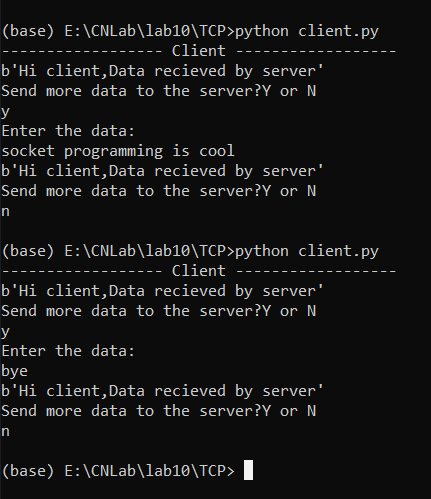 (base) E:\CNLab\lab10\TCP>python client.py
----------------- Client -----------------
b'Hi client,Data recieved by server'
Send more data to the server?Y or N
y
Enter the data:
socket programming is cool
b'Hi client,Data recieved by server'
Send more data to the server?Y or N
n
(base) E:\CNLab\lab10\TCP>python client.py
----------------- Client -----------------
b'Hi client,Data recieved by server'
Send more data to the server?Y or N
y
Enter the data:
bye
b'Hi client,Data recieved by server'
Send more data to the server?Y or N
n
(base) E:\CNLab\lab10\TCP>